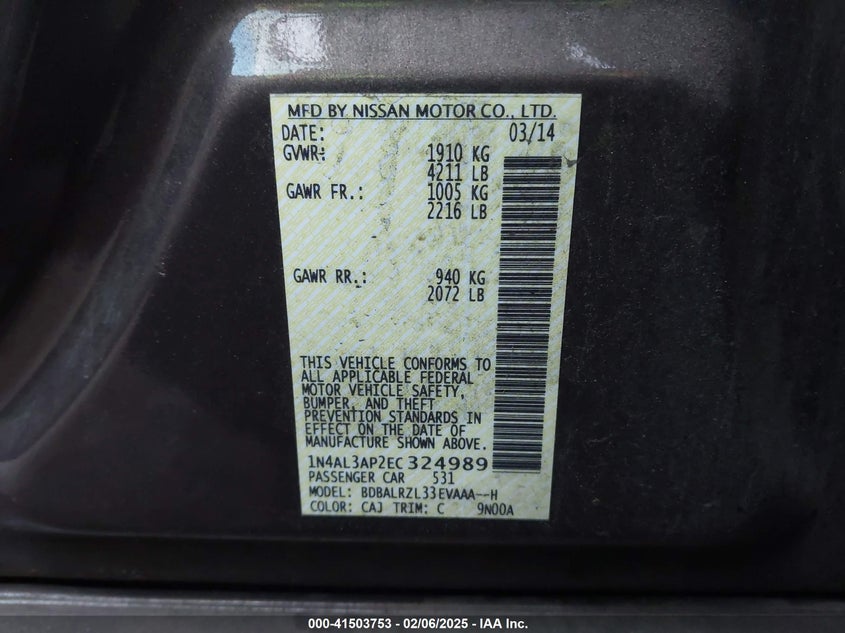 MFD BY NISSAN MOTOR CO., LTD.
DATE: 03/14
GVWR: 1910 KG
4211 LB
GAWR FR.: 1005 KG
2216 LB
GAWR RR.: 940 KG
2072 LB
THIS VEHICLE CONFORMS TO
ALL APPLICABLE FEDERAL
MOTOR VEHICLE SAFETY,
BUMPER, AND THEFT
PREVENTION STANDARDS IN
EFFECT ON THE DATE OF
MANUFACTURE SHOWN ABOVE.
1N4AL3AP2EC324989
PASSENGER CAR 531
MODEL: BDBALRZL33EVAAA--H
COLOR: CAJ TRIM: C 9N00A
000-41503753 - 02/06/2025 - IAA Inc.